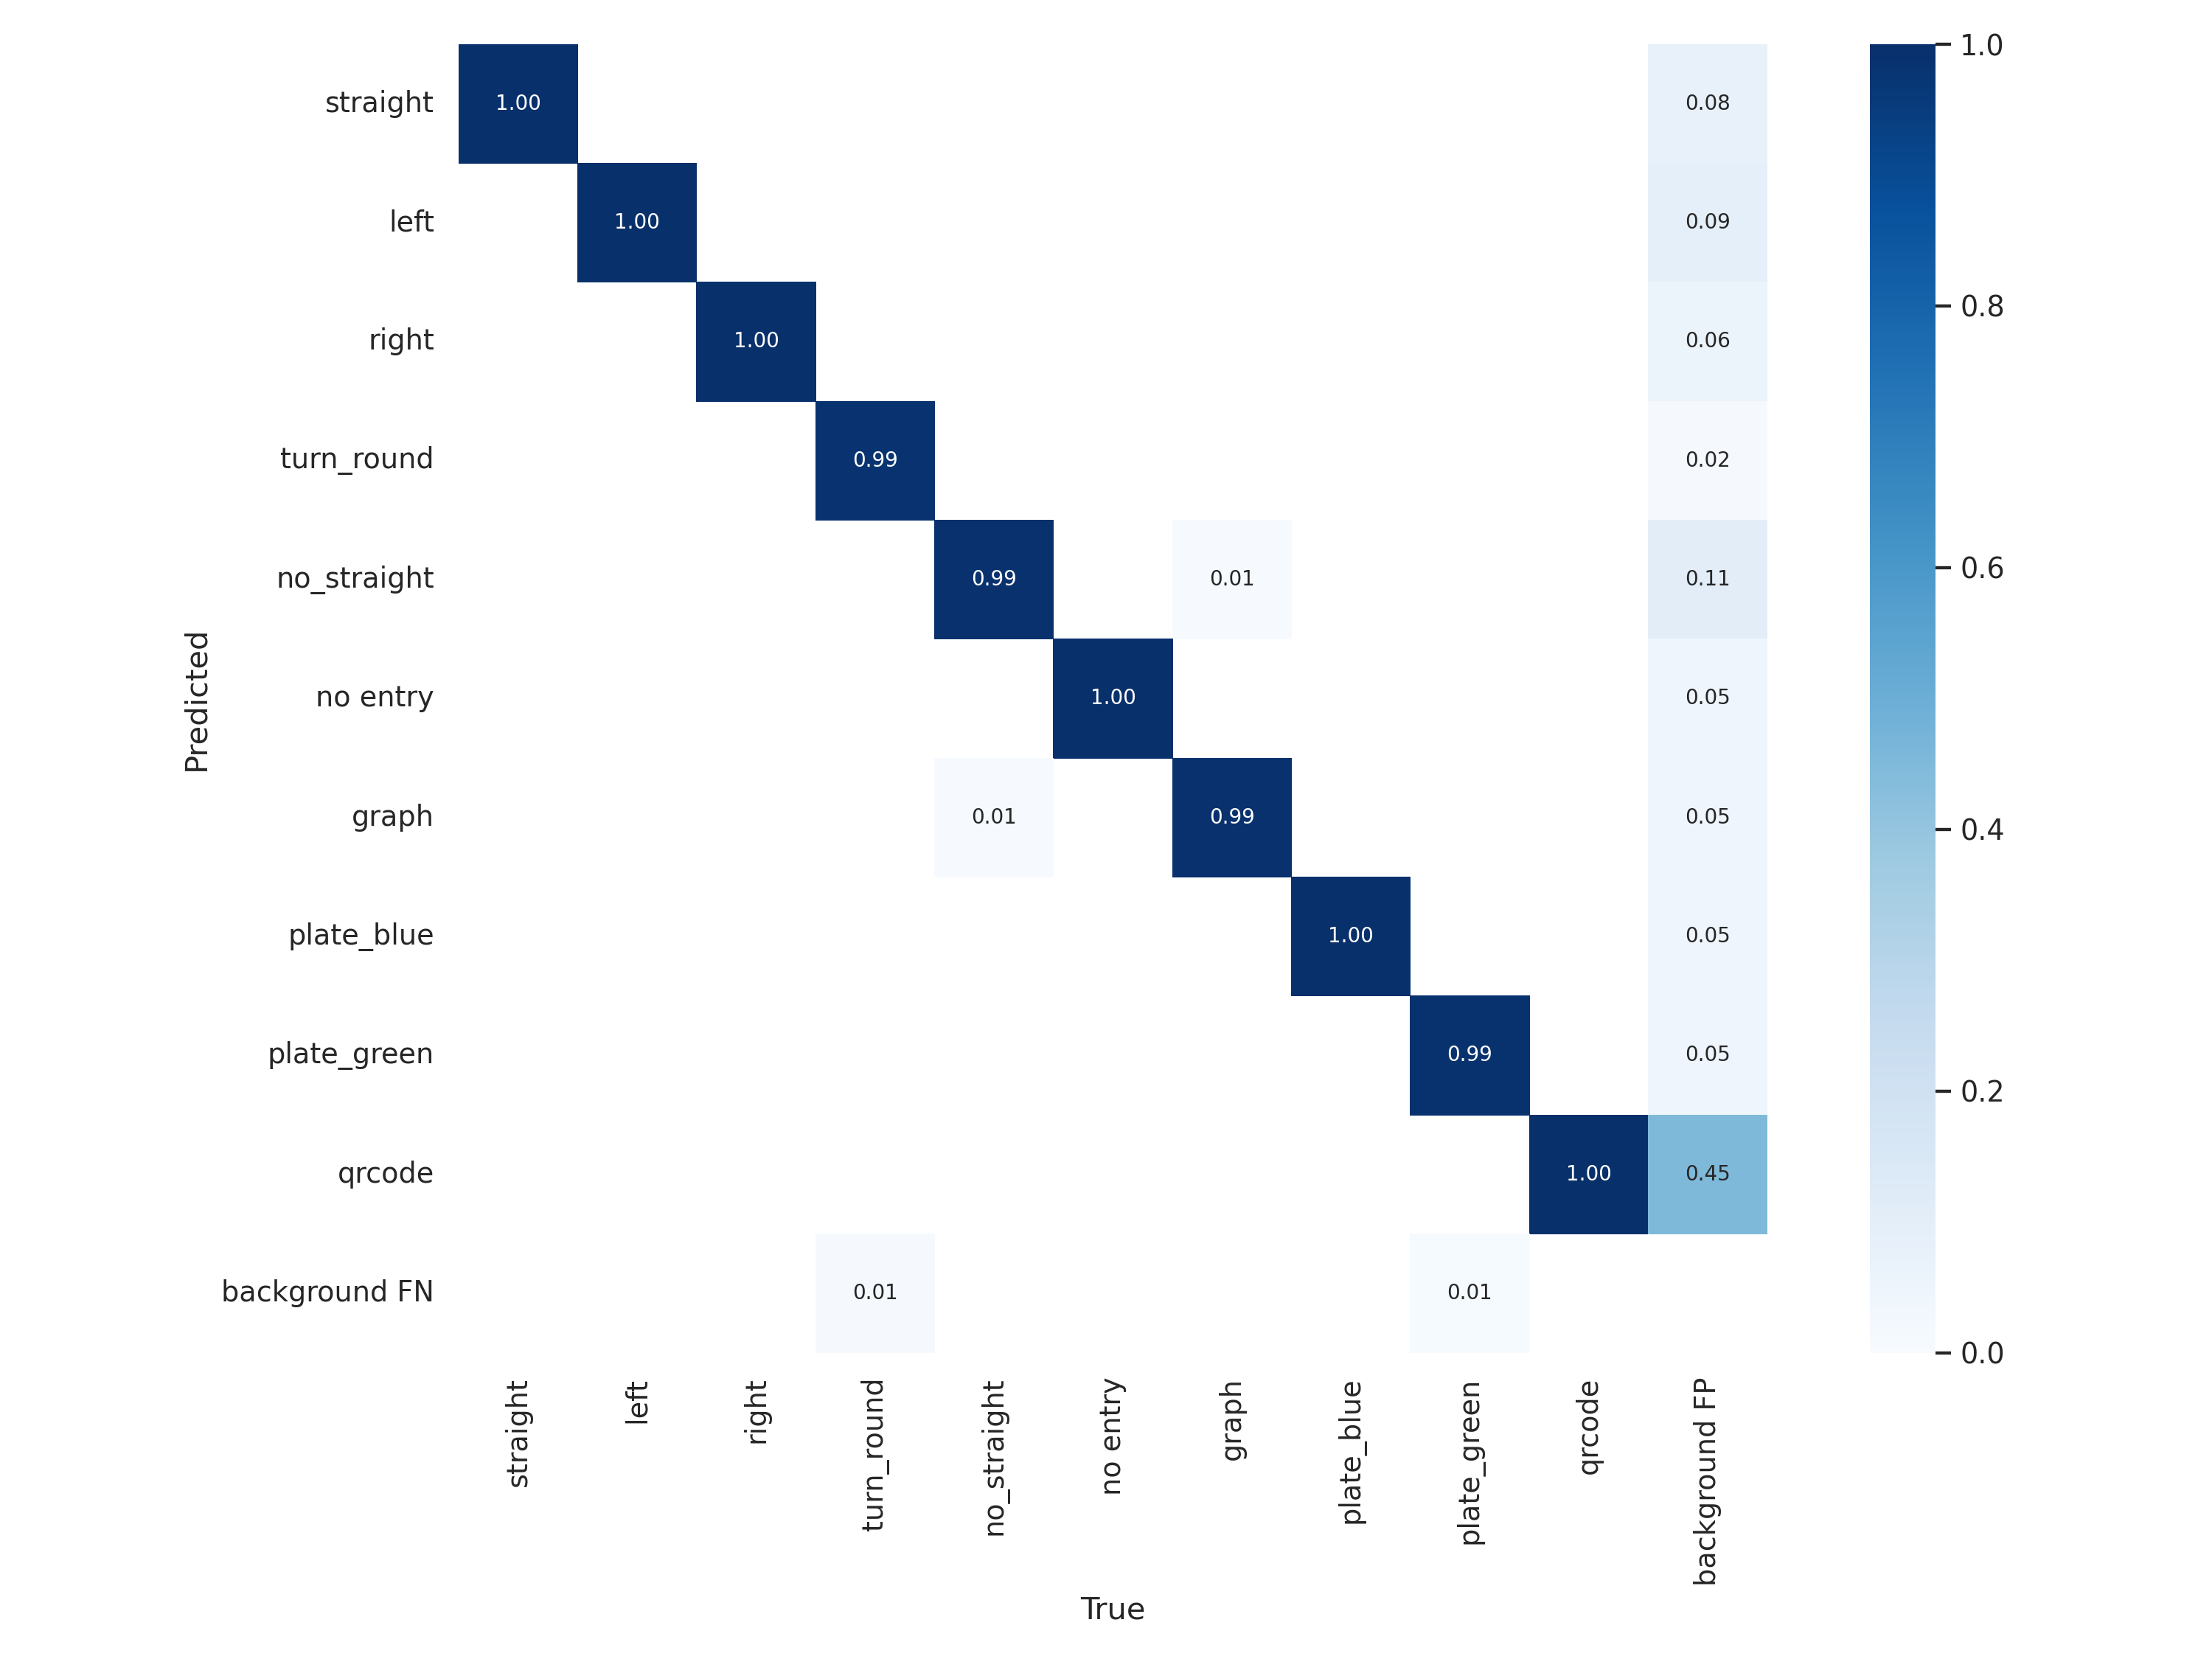 straight 1.00 0.08
left 1.00 0.09
right 1.00 0.06
turn_round 0.99 0.02
no_straight 0.99 0.01 0.11
no entry 1.00 0.05
graph 0.01 0.99 0.05
plate_blue 1.00 0.05
plate_green 0.99 0.05
qrcode 1.00 0.45
background FN 0.01 0.01
Predicted
straight
left
right
turn_round
no_straight
no entry
graph
plate_blue
plate_green
qrcode
background FP
True
1.0
0.8
0.6
0.4
0.2
0.0